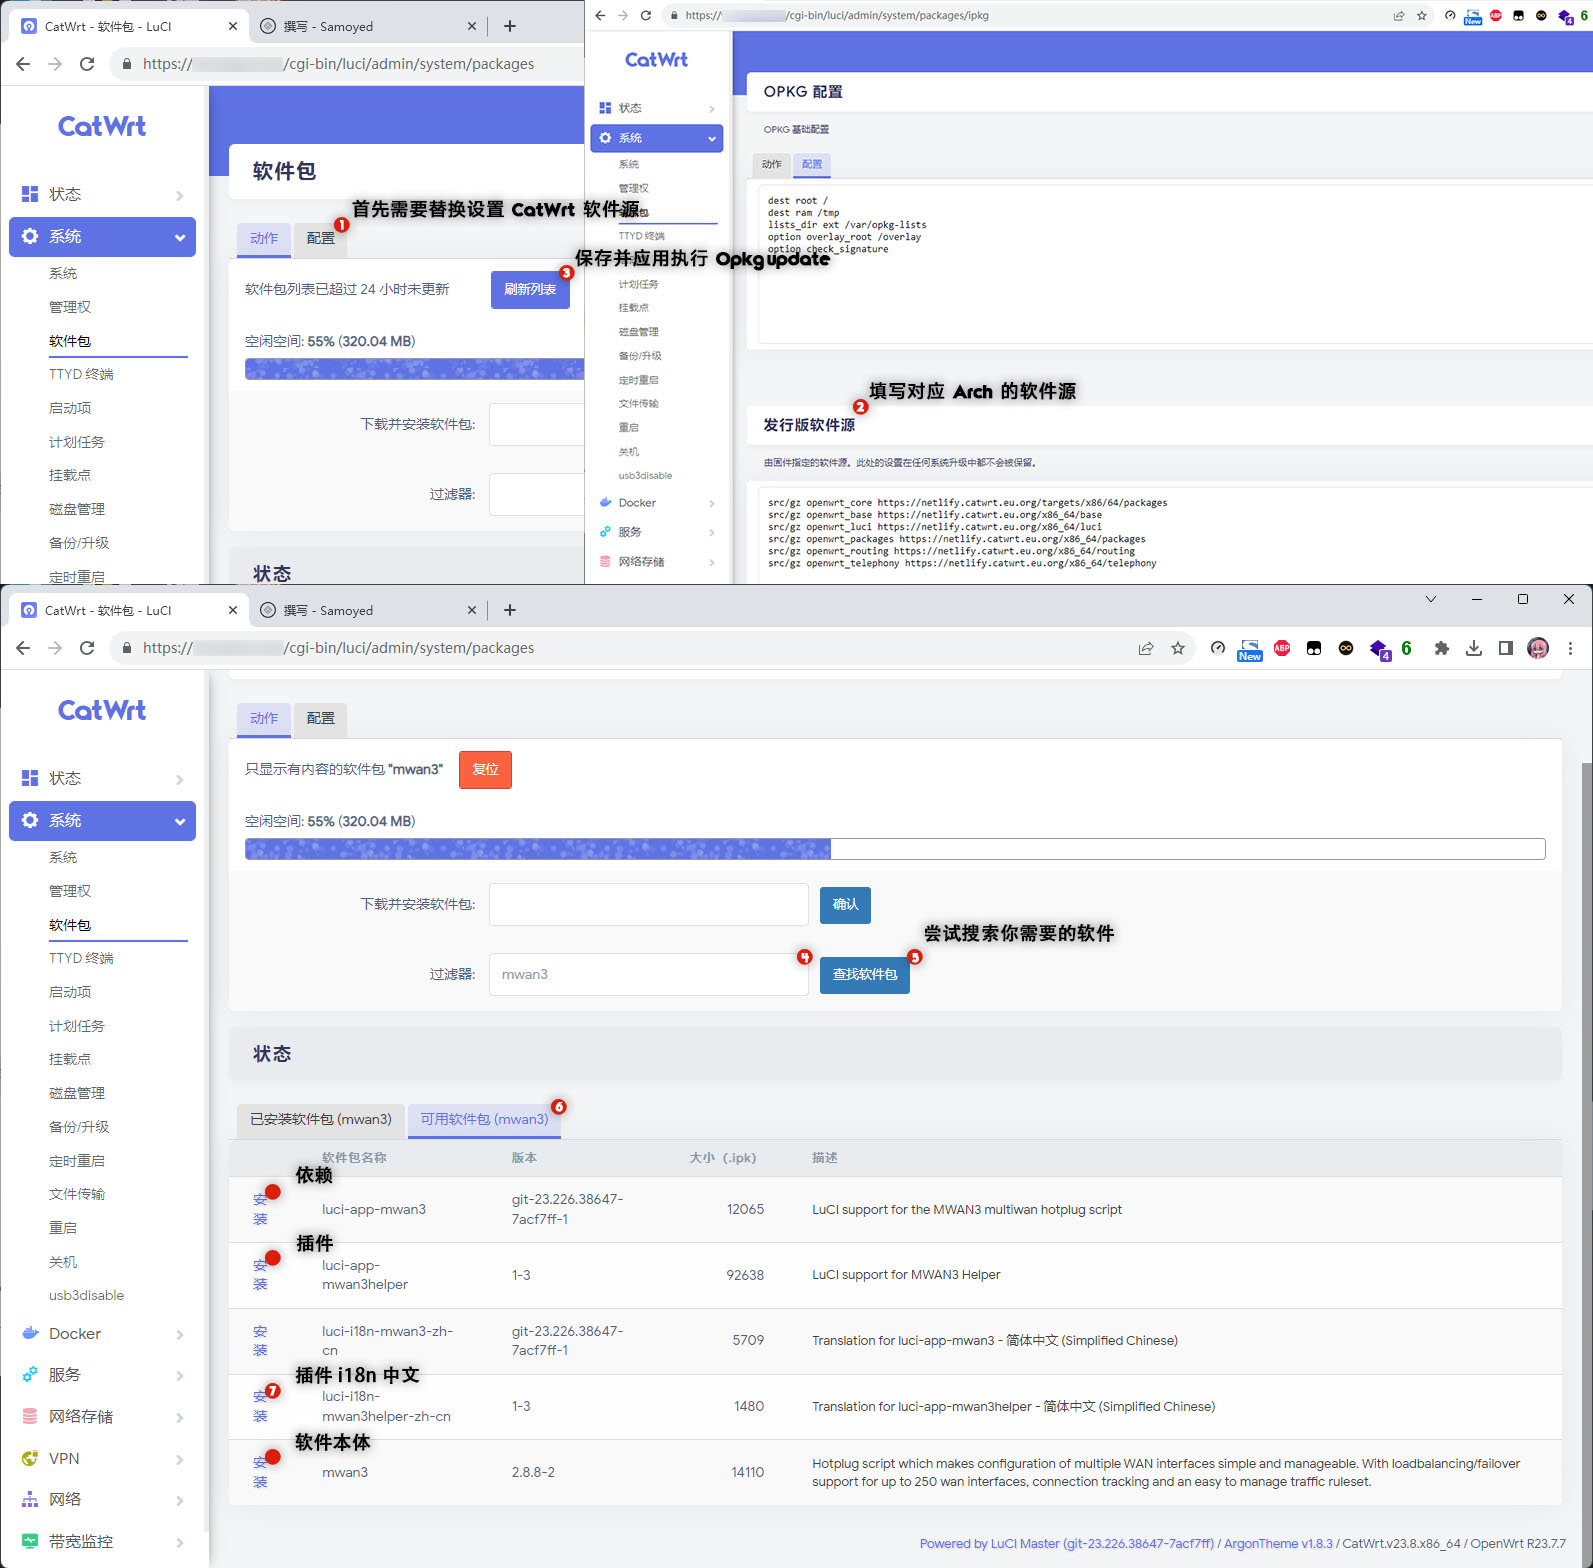 CatWrt - 软件包 - LuCI
撰写 - Samoyed
https://
/cgi-bin/luci/admin/system/packages
CatWrt
状态
系统
系统
管理权
软件包
TTYD 终端
启动项
计划任务
挂载点
磁盘管理
备份/升级
定时重启
软件包
首先需要替换设置 CatWrt 软件源
1
动作
配置
3
保存并应用执行 Opkg update
软件包列表已超过 24 小时未更新
刷新列表
空闲空间: 55% (320.04 MB)
下载并安装软件包:
过滤器:
状态
https://
/cgi-bin/luci/admin/system/packages/ipkg
New
ABP
4
6
CatWrt
状态
系统
系统
管理权
TTYD 终端
计划任务
挂载点
磁盘管理
备份/升级
定时重启
文件传输
重启
关机
usb3disable
Docker
服务
网络存储
OPKG 配置
OPKG 基础配置
动作
配置
dest root /
dest ram /tmp
lists_dir ext /var/opkg-lists
option overlay_root /overlay
option check_signature
填写对应 Arch 的软件源
2
发行版软件源
由固件指定的软件源。此处的设置在任何系统升级中都不会被保留。
src/gz openwrt_core https://netlify.catwrt.eu.org/targets/x86/64/packages
src/gz openwrt_base https://netlify.catwrt.eu.org/x86_64/base
src/gz openwrt_luci https://netlify.catwrt.eu.org/x86_64/luci
src/gz openwrt_packages https://netlify.catwrt.eu.org/x86_64/packages
src/gz openwrt_routing https://netlify.catwrt.eu.org/x86_64/routing
src/gz openwrt_telephony https://netlify.catwrt.eu.org/x86_64/telephony
CatWrt - 软件包 - LuCI
撰写 - Samoyed
https://
/cgi-bin/luci/admin/system/packages
New
ABP
4
6
CatWrt
状态
系统
系统
管理权
软件包
TTYD 终端
启动项
计划任务
挂载点
磁盘管理
备份/升级
定时重启
文件传输
重启
关机
usb3disable
Docker
服务
网络存储
VPN
网络
带宽监控
动作
配置
只显示有内容的软件包 "mwan3"
复位
空闲空间: 55% (320.04 MB)
下载并安装软件包:
确认
尝试搜索你需要的软件
过滤器:
mwan3
4
查找软件包
5
状态
已安装软件包 (mwan3)
可用软件包 (mwan3)
6
软件包名称
版本
大小 (.ipk)
描述
依赖
安装
luci-app-mwan3
git-23.226.38647-
7acf7ff-1
12065
LuCI support for the MWAN3 multiwan hotplug script
插件
安装
luci-app-
mwan3helper
1-3
92638
LuCI support for MWAN3 Helper
安装
luci-i18n-mwan3-zh-
cn
git-23.226.38647-
7acf7ff-1
5709
Translation for luci-app-mwan3 - 简体中文 (Simplified Chinese)
插件 i18n 中文
7
安装
luci-i18n-
mwan3helper-zh-cn
1-3
1480
Translation for luci-app-mwan3helper - 简体中文 (Simplified Chinese)
软件本体
安装
mwan3
2.8.8-2
14110
Hotplug script which makes configuration of multiple WAN interfaces simple and manageable. With loadbalancing/failover
support for up to 250 wan interfaces, connection tracking and an easy to manage traffic ruleset.
Powered by LuCI Master (git-23.226.38647-7acf7ff) / ArgonTheme v1.8.3 / CatWrt.v23.8.x86_64 / OpenWrt R23.7.7